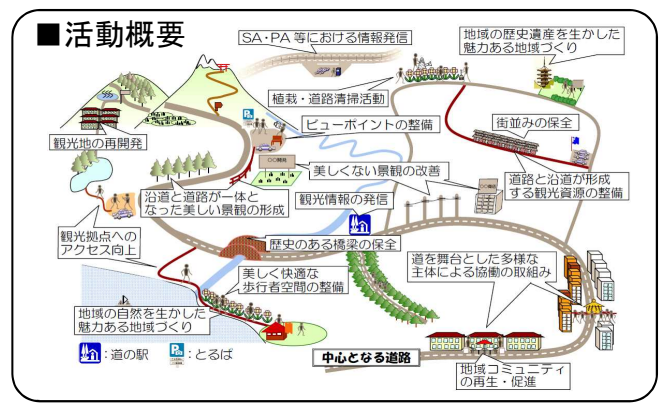 ■活動概要
SA・PA 等における情報発信
地域の歴史遺産を生かした
魅力ある地域づくり
植栽・道路清掃活動
ビューポイントの整備
街並みの保全
観光地の再開発
美しくない景観の改善
道路と沿道が形成
する観光資源の整備
沿道と道路が一体と
なった美しい景観の形成
観光情報の発信
観光拠点への
アクセス向上
歴史のある橋梁の保全
道を舞台とした多様な
主体による協働の取組み
美しく快適な
歩行者空間の整備
地域の自然を生かした
魅力ある地域づくり
:道の駅
:とるぱ
中心となる道路
地域コミュニティ
の再生・促進